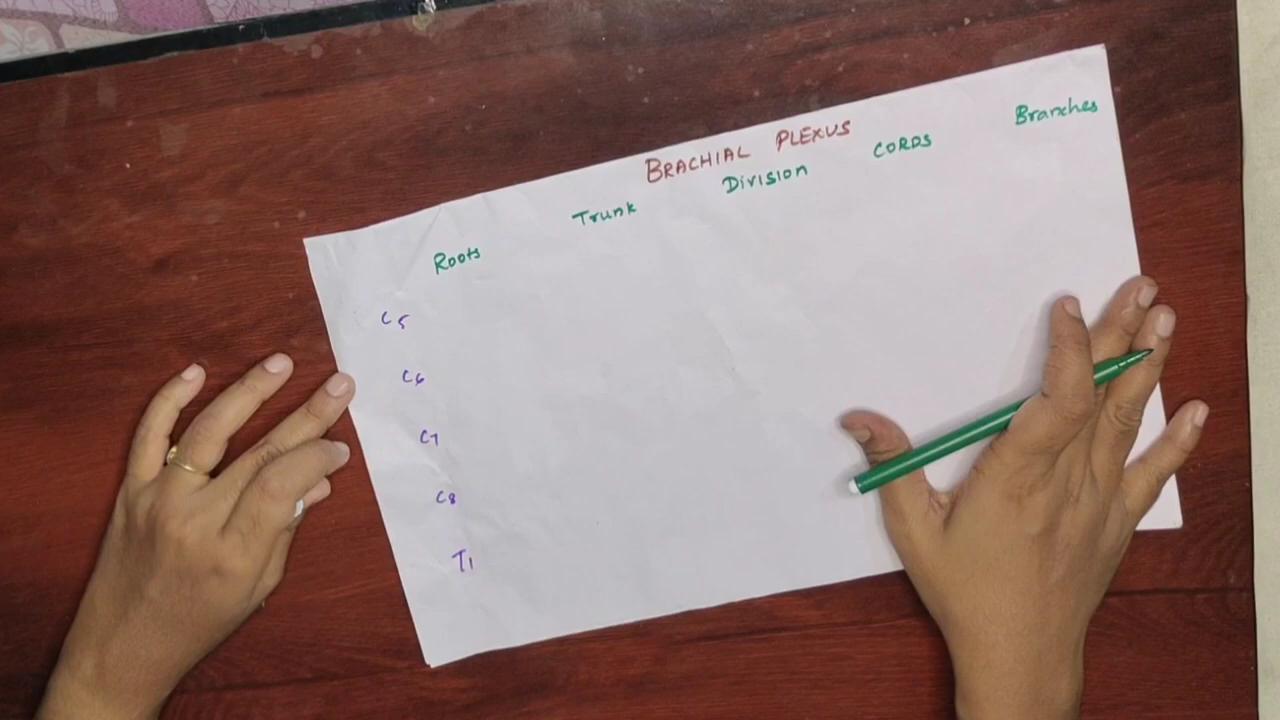 BRACHIAL PLEXUS
Roots Trunk Division CORDS Branches
C5
C6
C7
C8
T1